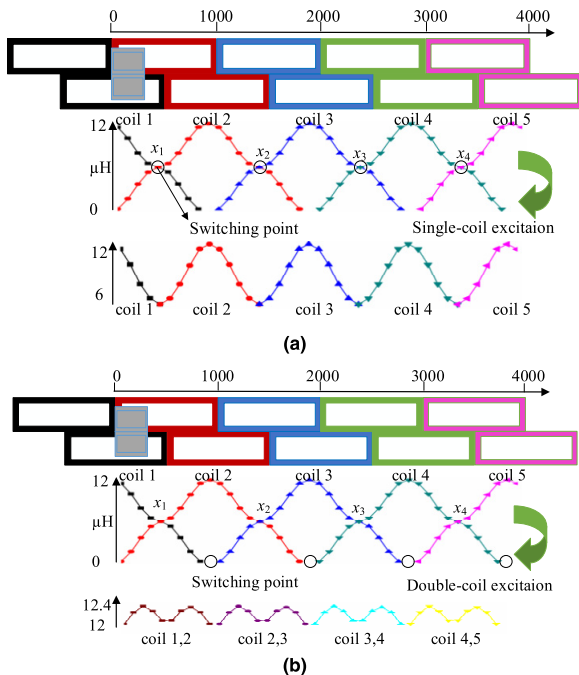 0 1000 2000 3000 4000
coil 1 coil 2 coil 3 coil 4 coil 5
12
x1 x2 x3 x4
μH
0
Switching point Single-coil excitaion
12
6
coil 1 coil 2 coil 3 coil 4 coil 5
(a)
0 1000 2000 3000 4000
coil 1 coil 2 coil 3 coil 4 coil 5
12
x1 x2 x3 x4
μH
0
Switching point Double-coil excitaion
12.4
12
coil 1,2 coil 2,3 coil 3,4 coil 4,5
(b)